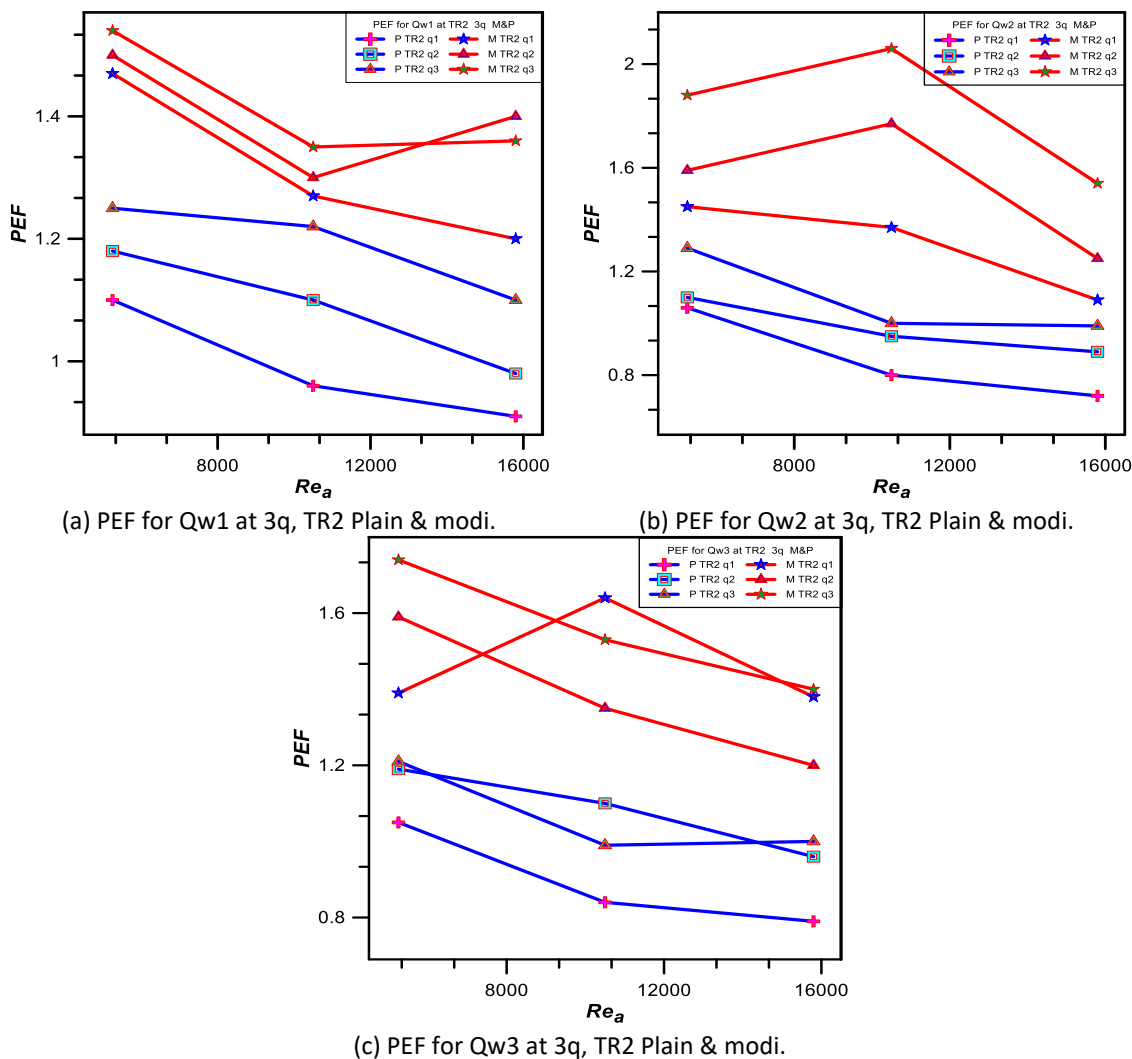 PEF for Qw1 at TR2 3q M&P
P TR2 q1 M TR2 q1
P TR2 q2 M TR2 q2
P TR2 q3 M TR2 q3
1.4
1.2
1
PEF
8000 12000 16000
Re_a
(a) PEF for Qw1 at 3q, TR2 Plain & modi.
PEF for Qw2 at TR2 3q M&P
P TR2 q1 M TR2 q1
P TR2 q2 M TR2 q2
P TR2 q3 M TR2 q3
2
1.6
1.2
0.8
PEF
8000 12000 16000
Re_a
(b) PEF for Qw2 at 3q, TR2 Plain & modi.
PEF for Qw3 at TR2 3q M&P
P TR2 q1 M TR2 q1
P TR2 q2 M TR2 q2
P TR2 q3 M TR2 q3
1.6
1.2
0.8
PEF
8000 12000 16000
Re_a
(c) PEF for Qw3 at 3q, TR2 Plain & modi.